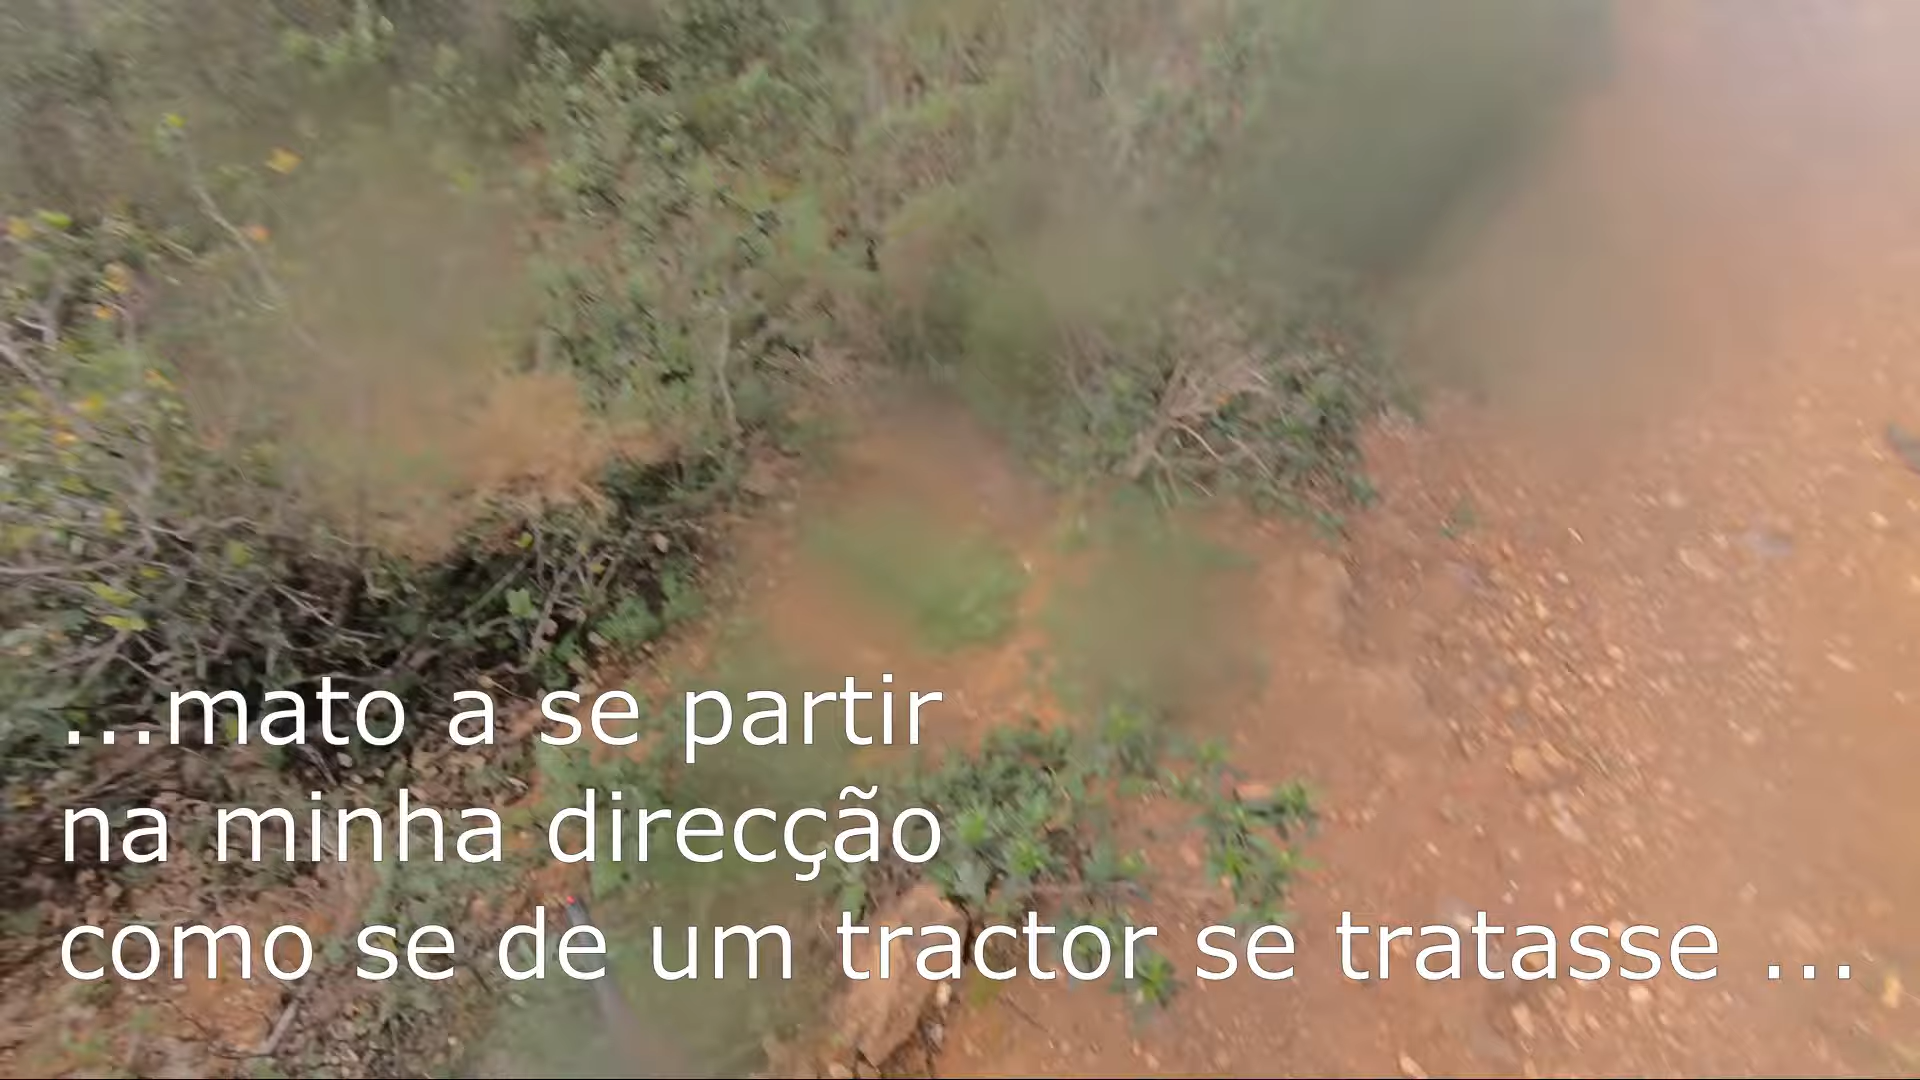 ...mato a se partir
na minha direcção
como se de um tractor se tratasse ...